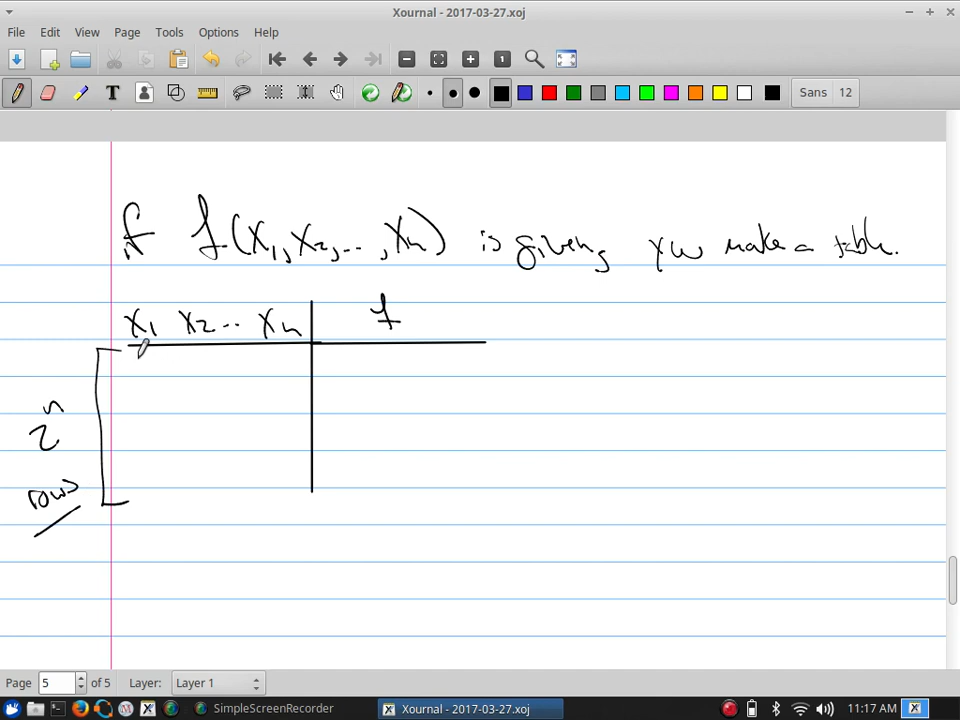 Xournal - 2017-03-27.xoj
File Edit View Page Tools Options Help
Sans 12
if f(x1,x2,...,xn) is given, you make a table.
x1 x2 ... xn f
2^n
rows
Page 5 of 5 Layer: Layer 1
SimpleScreenRecorder Xournal - 2017-03-27.xoj 11:17 AM